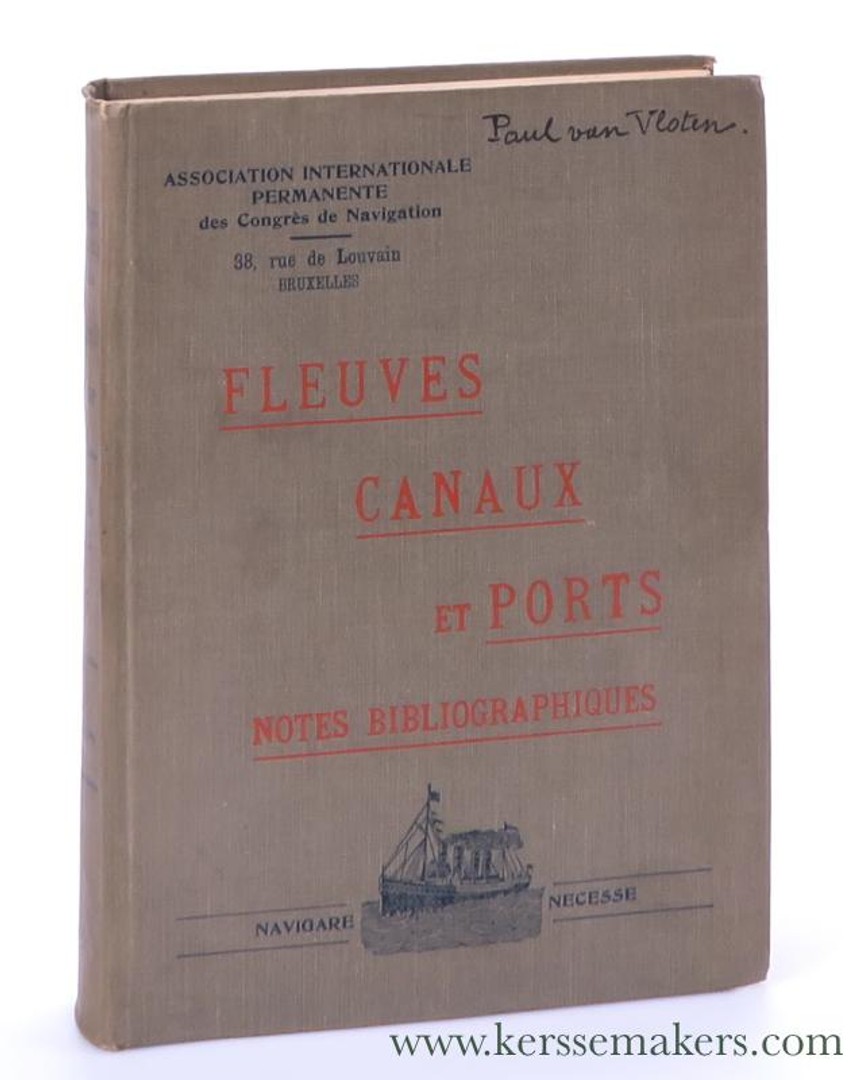 Paul van Vloten.
ASSOCIATION INTERNATIONALE
PERMANENTE
des Congrès de Navigation
38, rue de Louvain
BRUXELLES
FLEUVES
CANAUX
ET PORTS
NOTES BIBLIOGRAPHIQUES
NAVIGARE NECESSE
www.kerssemakers.com